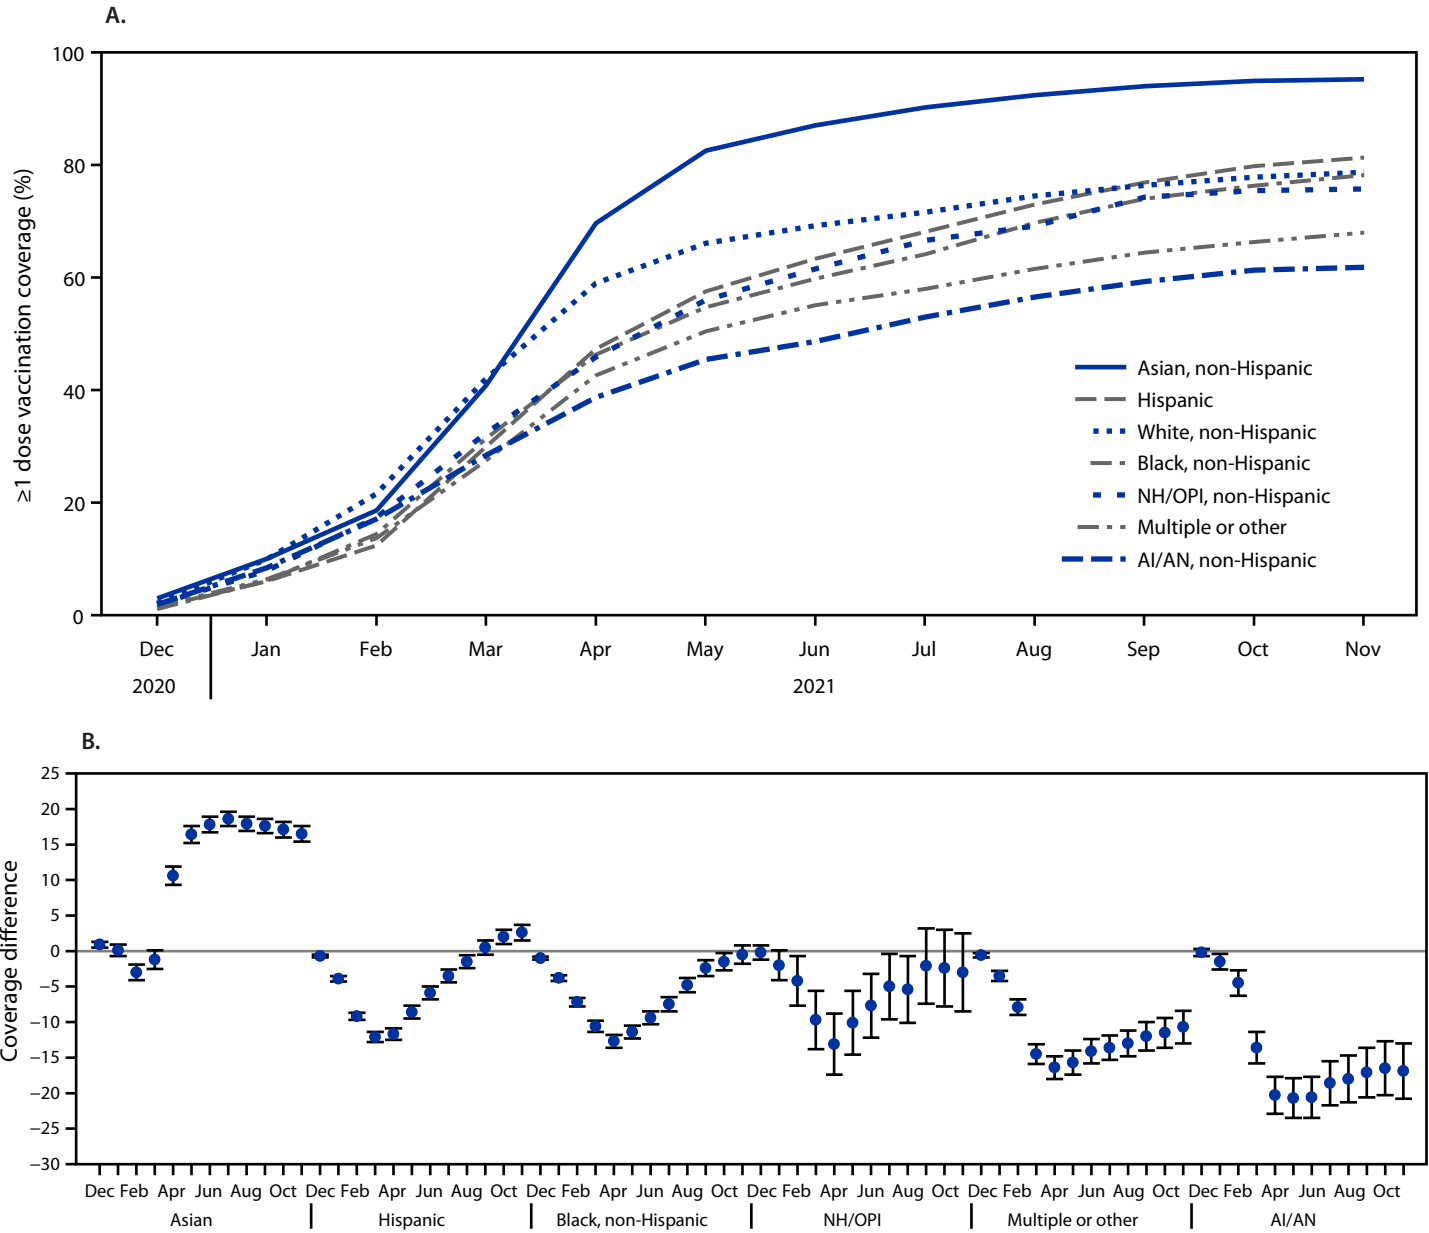 A.
≥1 dose vaccination coverage (%)
100
80
60
40
20
0
Asian, non-Hispanic
Hispanic
White, non-Hispanic
Black, non-Hispanic
NH/OPI, non-Hispanic
Multiple or other
AI/AN, non-Hispanic
Dec Jan Feb Mar Apr May Jun Jul Aug Sep Oct Nov
2020 2021
B.
Coverage difference
25
20
15
10
5
0
−5
−10
−15
−20
−25
−30
Dec Feb Apr Jun Aug Oct Dec Feb Apr Jun Aug Oct Dec Feb Apr Jun Aug Oct Dec Feb Apr Jun Aug Oct Dec Feb Apr Jun Aug Oct Dec Feb Apr Jun Aug Oct
Asian Hispanic Black, non-Hispanic NH/OPI Multiple or other AI/AN